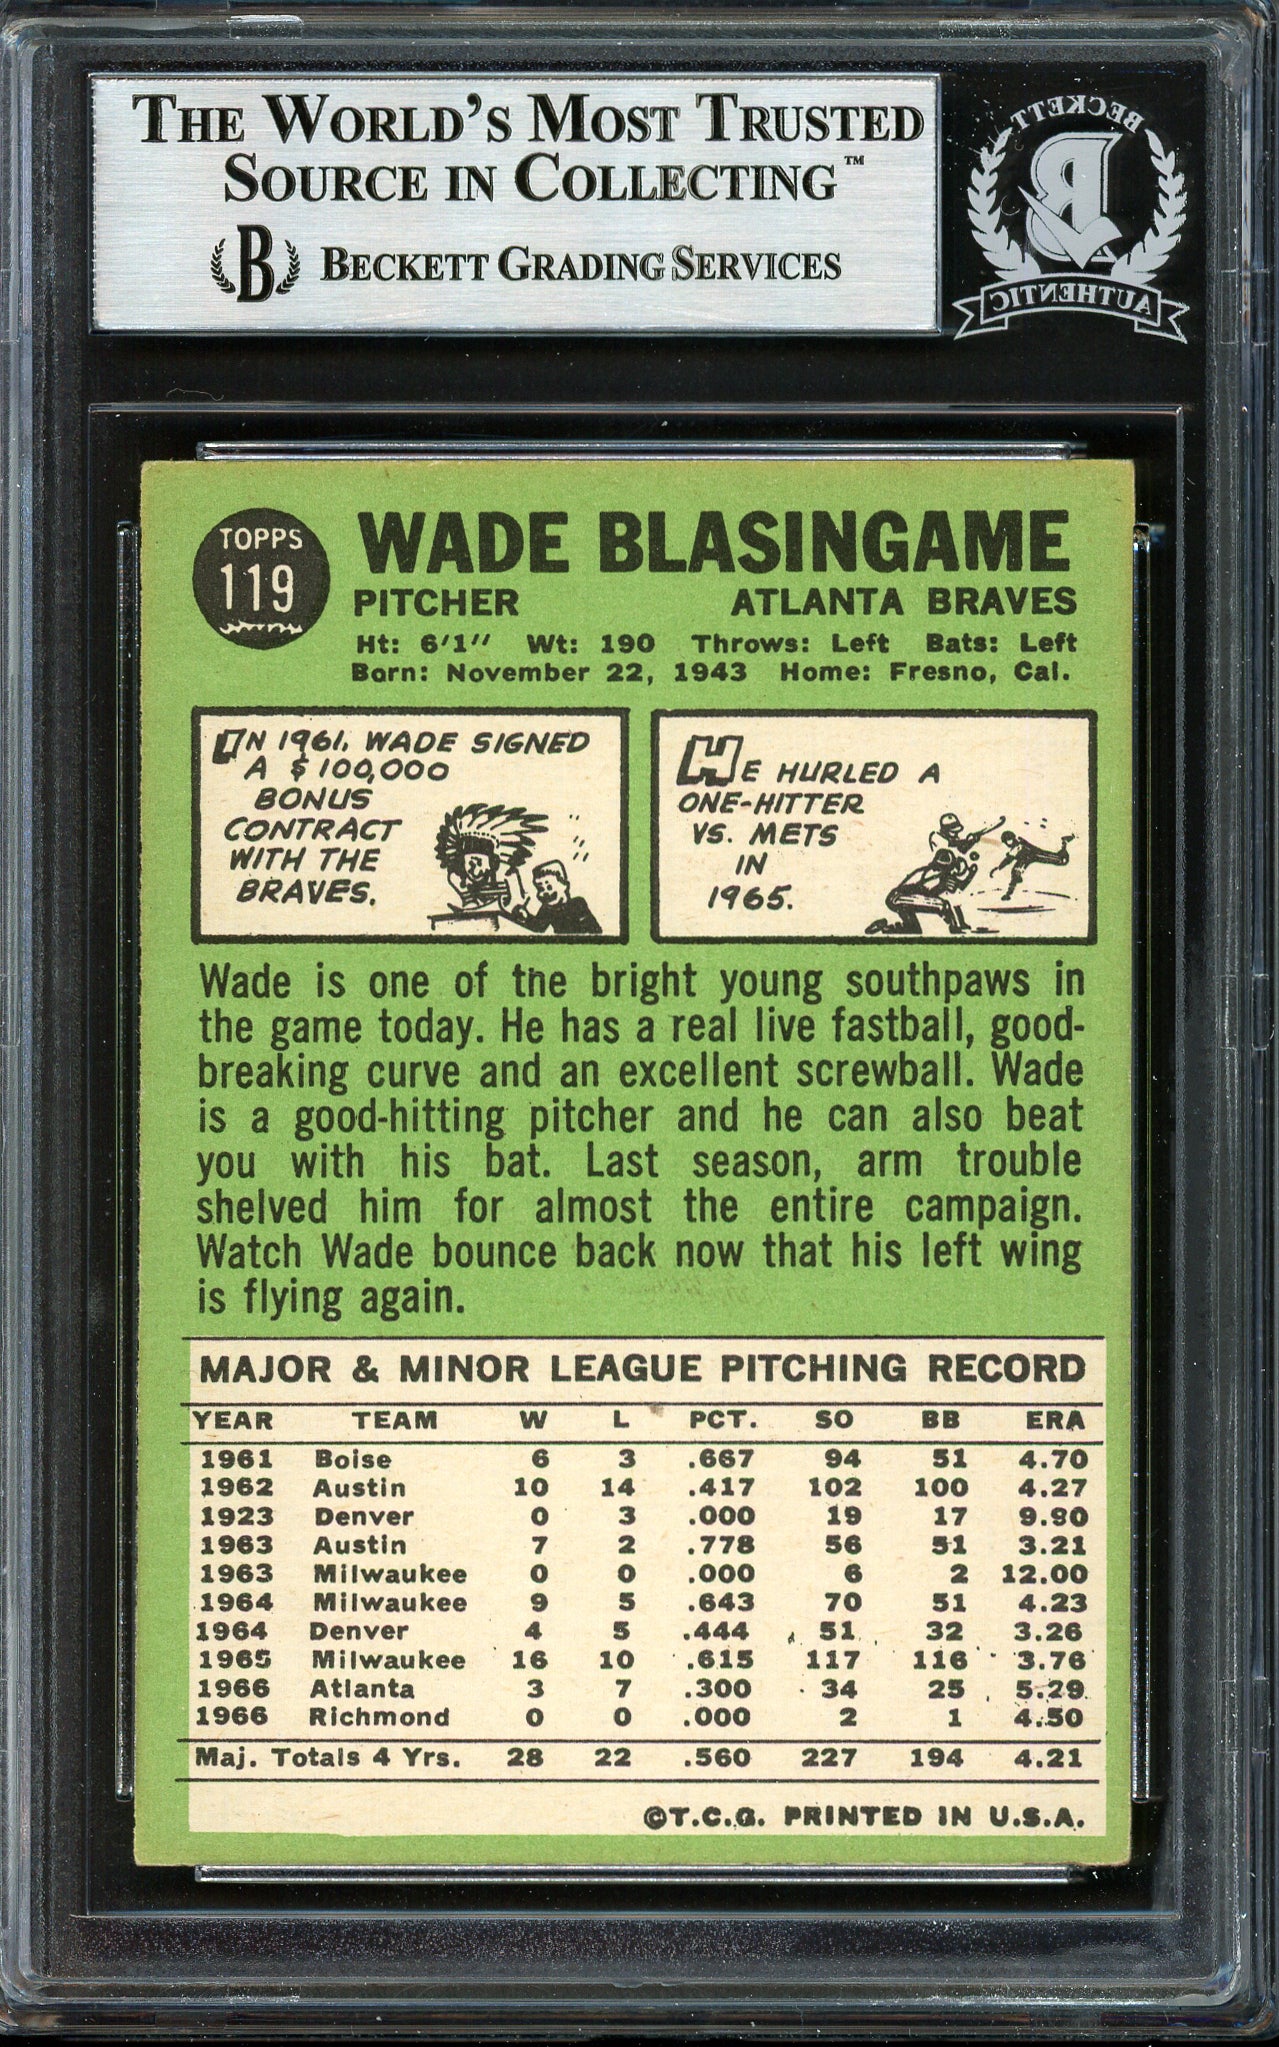 THE WORLD'S MOST TRUSTED
SOURCE IN COLLECTING™
B BECKETT GRADING SERVICES
BECKETT
B
AUTHENTIC
TOPPS
119
WADE BLASINGAME
PITCHER ATLANTA BRAVES
Ht: 6'1" Wt: 190 Throws: Left Bats: Left
Born: November 22, 1943 Home: Fresno, Cal.
IN 1961, WADE SIGNED
A $100,000
BONUS
CONTRACT
WITH THE
BRAVES.
HE HURLED A
ONE-HITTER
VS. METS
IN
1965.
Wade is one of the bright young southpaws in
the game today. He has a real live fastball, good-
breaking curve and an excellent screwball. Wade
is a good-hitting pitcher and he can also beat
you with his bat. Last season, arm trouble
shelved him for almost the entire campaign.
Watch Wade bounce back now that his left wing
is flying again.
MAJOR & MINOR LEAGUE PITCHING RECORD
YEAR TEAM W L PCT. SO BB ERA
1961 Boise 6 3 .667 94 51 4.70
1962 Austin 10 14 .417 102 100 4.27
1923 Denver 0 3 .000 19 17 9.90
1963 Austin 7 2 .778 56 51 3.21
1963 Milwaukee 0 0 .000 6 2 12.00
1964 Milwaukee 9 5 .643 70 51 4.23
1964 Denver 4 5 .444 51 32 3.26
1965 Milwaukee 16 10 .615 117 116 3.76
1966 Atlanta 3 7 .300 34 25 5.29
1966 Richmond 0 0 .000 2 1 4.50
Maj. Totals 4 Yrs. 28 22 .560 227 194 4.21
©T.C.G. PRINTED IN U.S.A.